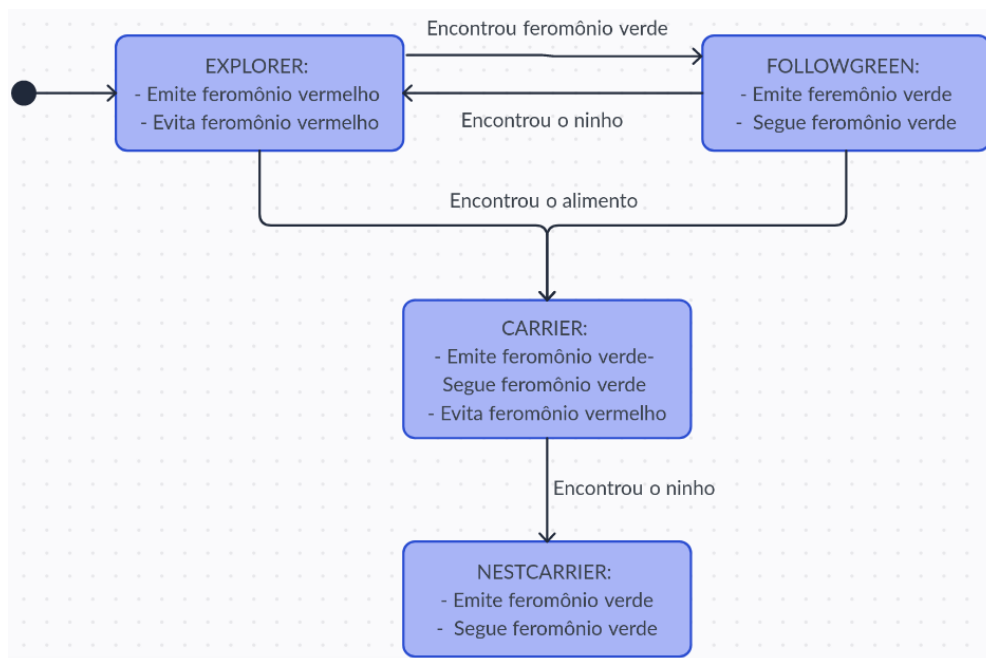 Encontrou feromônio verde
EXPLORER:
- Emite feromônio vermelho
- Evita feromônio vermelho
FOLLOWGREEN:
- Emite feremônio verde
- Segue feromônio verde
Encontrou o ninho
Encontrou o alimento
CARRIER:
- Emite feromônio verde-
Segue feromônio verde
- Evita feromônio vermelho
Encontrou o ninho
NESTCARRIER:
- Emite feromônio verde
- Segue feromônio verde